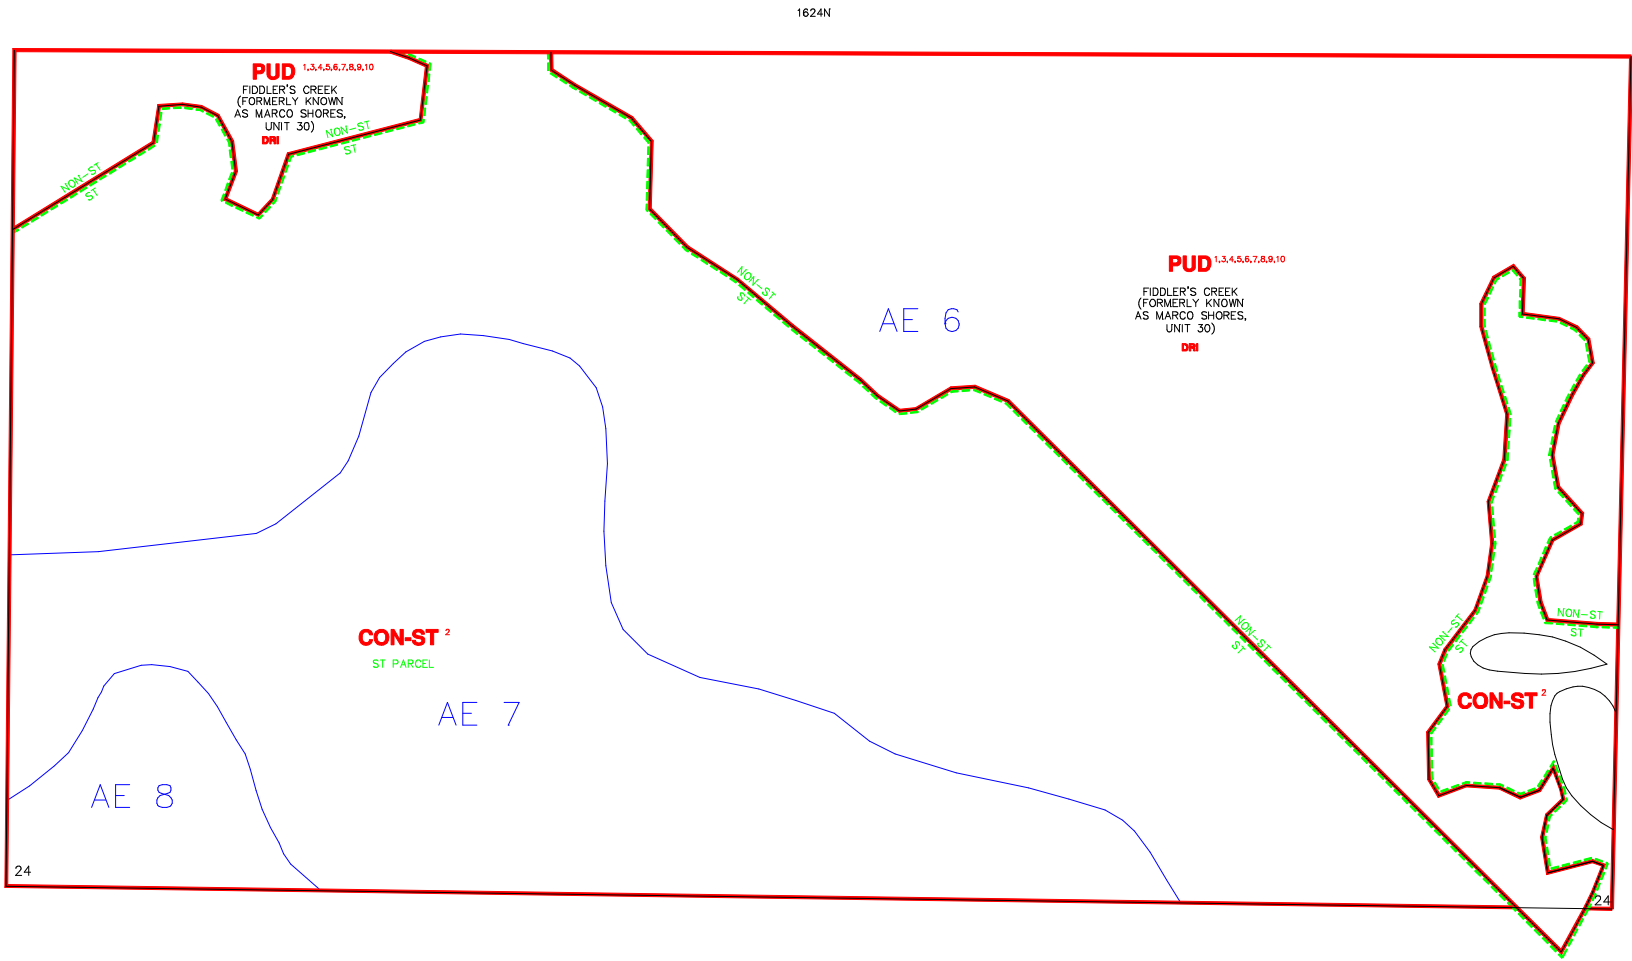 1624N
PUD 1,3,4,5,6,7,8,9,10
FIDDLER'S CREEK
(FORMERLY KNOWN
AS MARCO SHORES,
UNIT 30)
DRI
NON-ST
ST
NON-ST
ST
NON-ST
ST
AE 6
PUD 1,3,4,5,6,7,8,9,10
FIDDLER'S CREEK
(FORMERLY KNOWN
AS MARCO SHORES,
UNIT 30)
DRI
CON-ST 2
ST PARCEL
AE 7
AE 8
NON-ST
ST
NON-ST
ST
NON-ST
ST
CON-ST 2
24
24